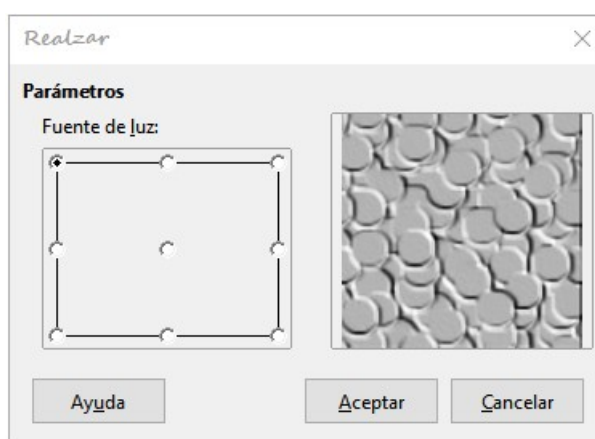 Realzar
Parámetros
Fuente de luz:
Ayuda
Aceptar
Cancelar